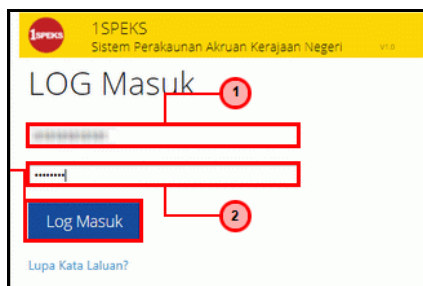 1SPEKS
1SPEKS
Sistem Perakaunan Akruan Kerajaan Negeri
V1.0
LOG Masuk
1
2
Log Masuk
Lupa Kata Laluan?